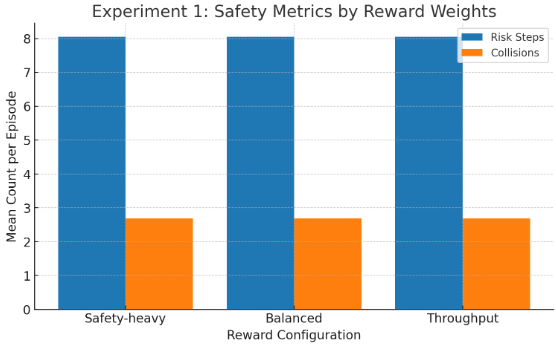 Experiment 1: Safety Metrics by Reward Weights
Risk Steps
Collisions
Mean Count per Episode
8
7
6
5
4
3
2
1
0
Safety-heavy
Balanced
Throughput
Reward Configuration